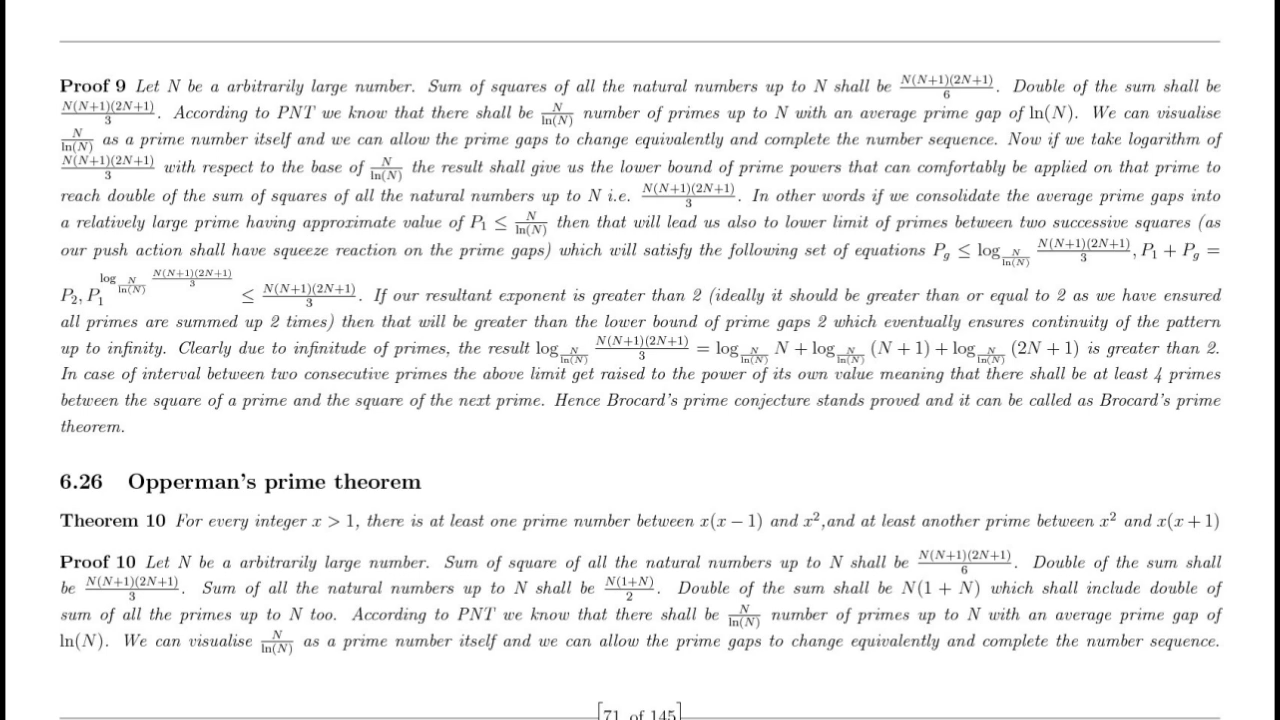 Proof 9 Let N be a arbitrarily large number. Sum of squares of all the natural numbers up to N shall be N(N+1)(2N+1)/6. Double of the sum shall be
N(N+1)(2N+1)/3. According to PNT we know that there shall be N/ln(N) number of primes up to N with an average prime gap of ln(N). We can visualise
N/ln(N) as a prime number itself and we can allow the prime gaps to change equivalently and complete the number sequence. Now if we take logarithm of
N(N+1)(2N+1)/3 with respect to the base of N/ln(N) the result shall give us the lower bound of prime powers that can comfortably be applied on that prime to
reach double of the sum of squares of all the natural numbers up to N i.e. N(N+1)(2N+1)/3. In other words if we consolidate the average prime gaps into
a relatively large prime having approximate value of P₁ ≤ N/ln(N) then that will lead us also to lower limit of primes between two successive squares (as
our push action shall have squeeze reaction on the prime gaps) which will satisfy the following set of equations P_g ≤ log_{N/ln(N)} N(N+1)(2N+1)/3, P₁ + P_g =
P₂, P₁^{log_{N/ln(N)} N(N+1)(2N+1)/3} ≤ N(N+1)(2N+1)/3. If our resultant exponent is greater than 2 (ideally it should be greater than or equal to 2 as we have ensured
all primes are summed up 2 times) then that will be greater than the lower bound of prime gaps 2 which eventually ensures continuity of the pattern
up to infinity. Clearly due to infinitude of primes, the result log_{N/ln(N)} N(N+1)(2N+1)/3 = log_{N/ln(N)} N + log_{N/ln(N)} (N + 1) + log_{N/ln(N)} (2N + 1) is greater than 2.
In case of interval between two consecutive primes the above limit get raised to the power of its own value meaning that there shall be at least 4 primes
between the square of a prime and the square of the next prime. Hence Brocard's prime conjecture stands proved and it can be called as Brocard's prime
theorem.
6.26 Opperman's prime theorem
Theorem 10 For every integer x > 1, there is at least one prime number between x(x − 1) and x²,and at least another prime between x² and x(x + 1)
Proof 10 Let N be a arbitrarily large number. Sum of square of all the natural numbers up to N shall be N(N+1)(2N+1)/6. Double of the sum shall
be N(N+1)(2N+1)/3. Sum of all the natural numbers up to N shall be N(1+N)/2. Double of the sum shall be N(1 + N) which shall include double of
sum of all the primes up to N too. According to PNT we know that there shall be N/ln(N) number of primes up to N with an average prime gap of
ln(N). We can visualise N/ln(N) as a prime number itself and we can allow the prime gaps to change equivalently and complete the number sequence.
71 of 145